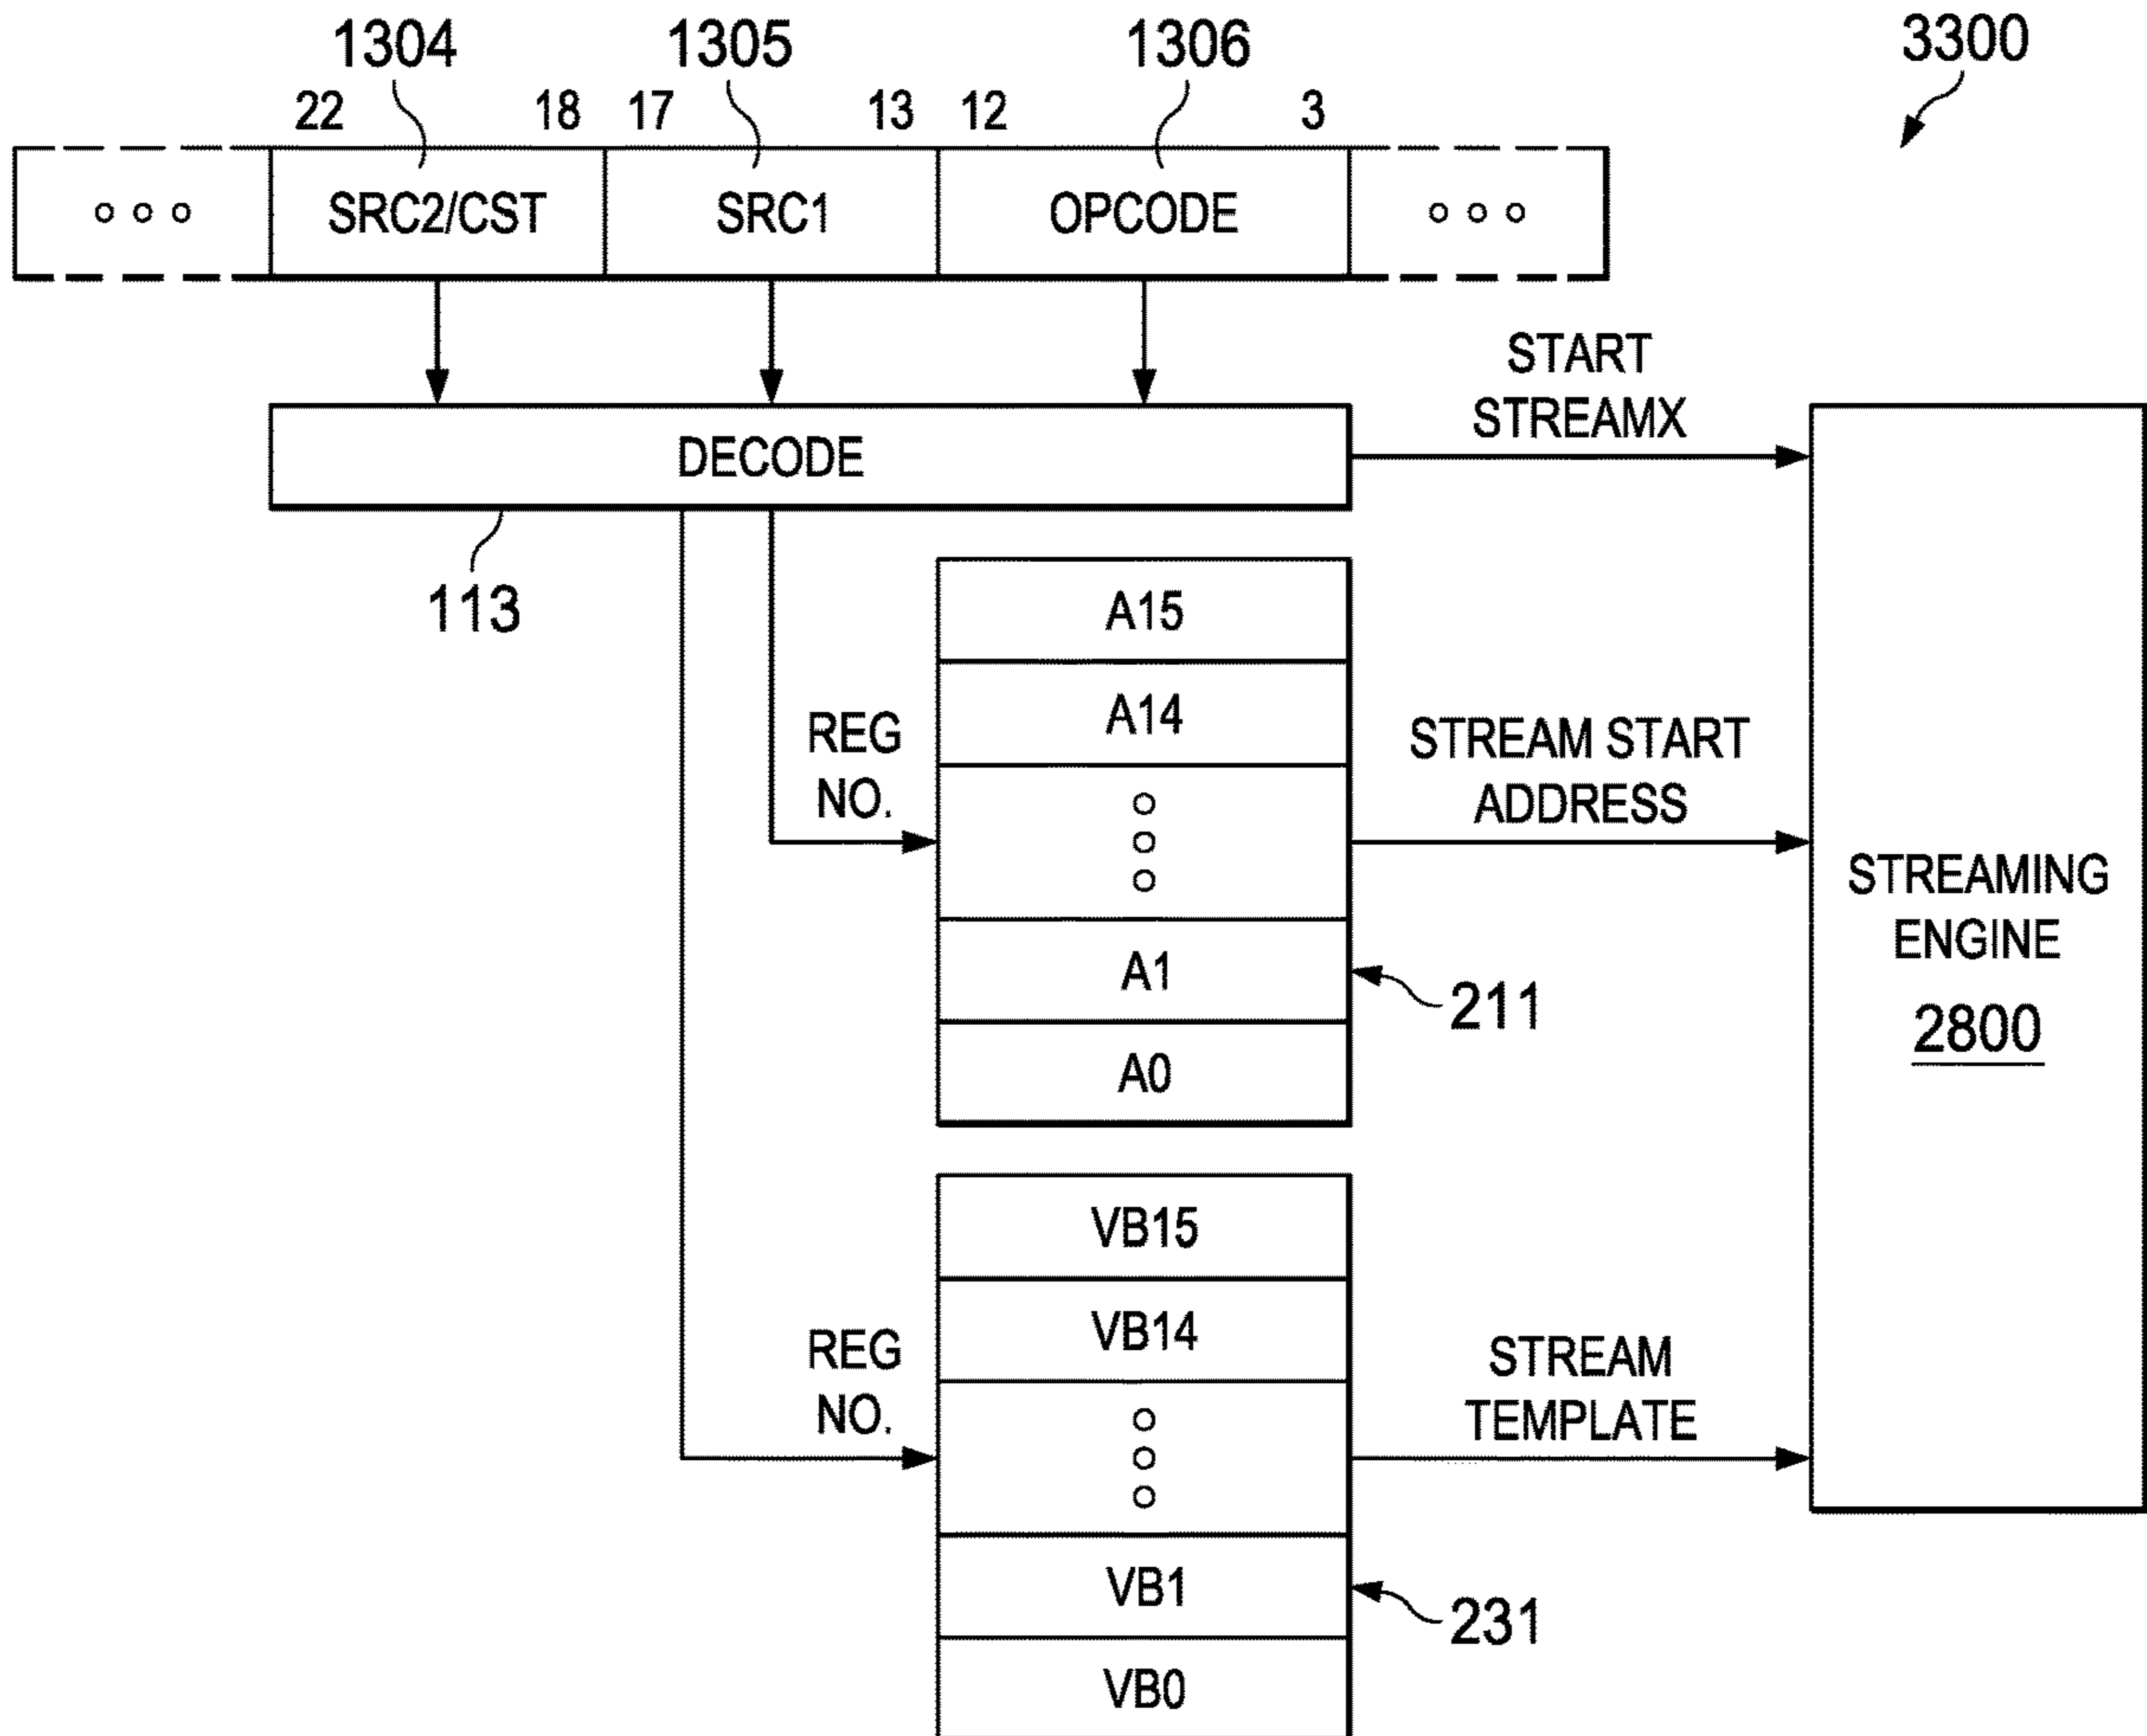 1304 1305 1306 3300
22 18 17 13 12 3
SRC2/CST SRC1 OPCODE
START
STREAMX
DECODE
113
A15
A14
REG
NO.
STREAM START
ADDRESS
A1
A0
211
STREAMING
ENGINE
2800
VB15
VB14
REG
NO.
STREAM
TEMPLATE
VB1
VB0
231